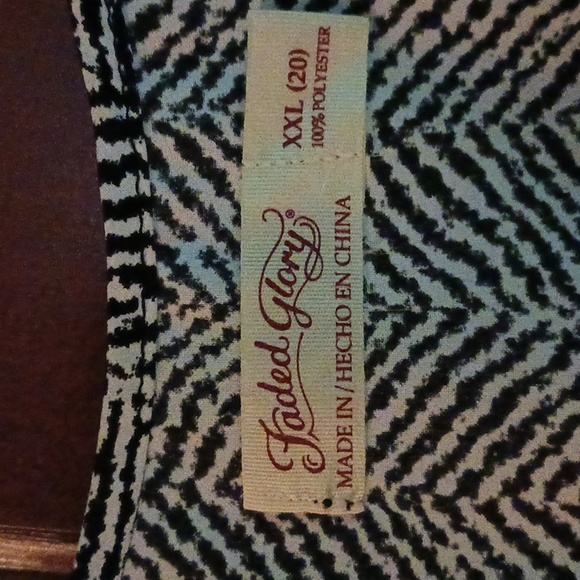 Faded Glory®
MADE IN / HECHO EN CHINA
XXL (20)
100% POLYESTER